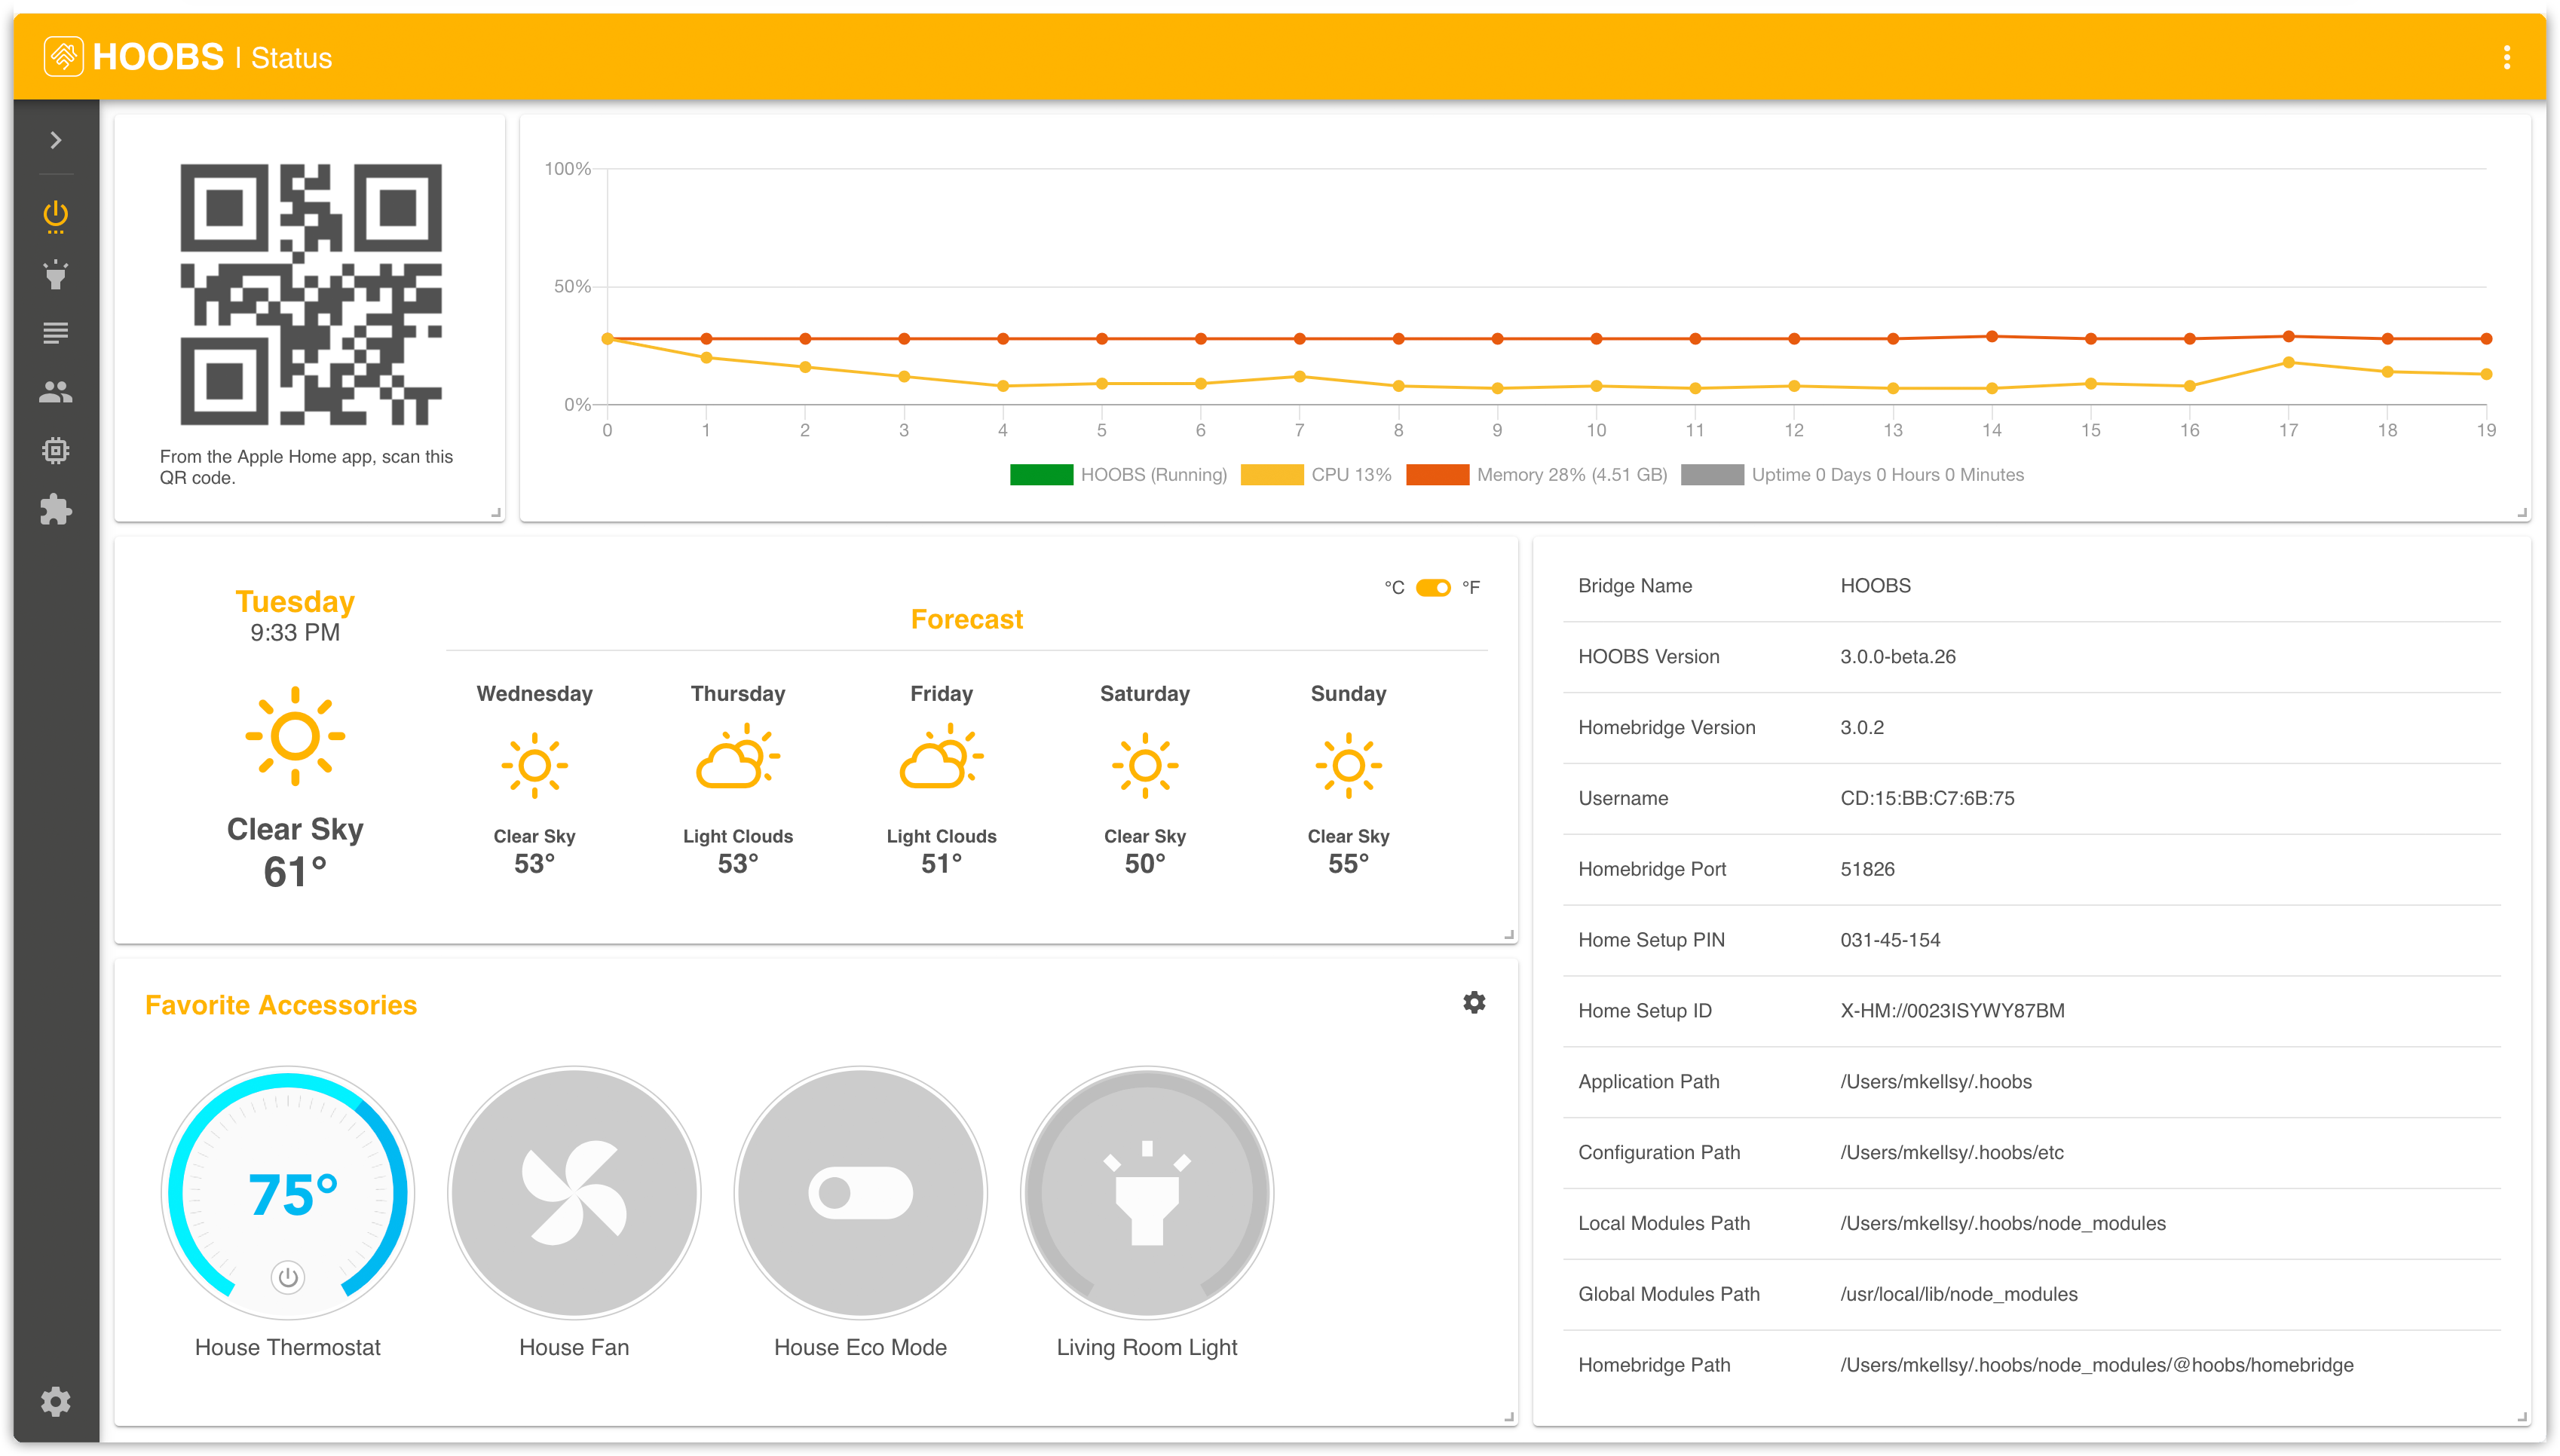 HOOBS | Status
From the Apple Home app, scan this
QR code.
100%
50%
0%
0 1 2 3 4 5 6 7 8 9 10 11 12 13 14 15 16 17 18 19
HOOBS (Running) CPU 13% Memory 28% (4.51 GB) Uptime 0 Days 0 Hours 0 Minutes
Tuesday
9:33 PM
Clear Sky
61°
°C °F
Forecast
Wednesday Thursday Friday Saturday Sunday
Clear Sky Light Clouds Light Clouds Clear Sky Clear Sky
53° 53° 51° 50° 55°
Favorite Accessories
75°
House Thermostat House Fan House Eco Mode Living Room Light
Bridge Name HOOBS
HOOBS Version 3.0.0-beta.26
Homebridge Version 3.0.2
Username CD:15:BB:C7:6B:75
Homebridge Port 51826
Home Setup PIN 031-45-154
Home Setup ID X-HM://0023ISYWY87BM
Application Path /Users/mkellsy/.hoobs
Configuration Path /Users/mkellsy/.hoobs/etc
Local Modules Path /Users/mkellsy/.hoobs/node_modules
Global Modules Path /usr/local/lib/node_modules
Homebridge Path /Users/mkellsy/.hoobs/node_modules/@hoobs/homebridge